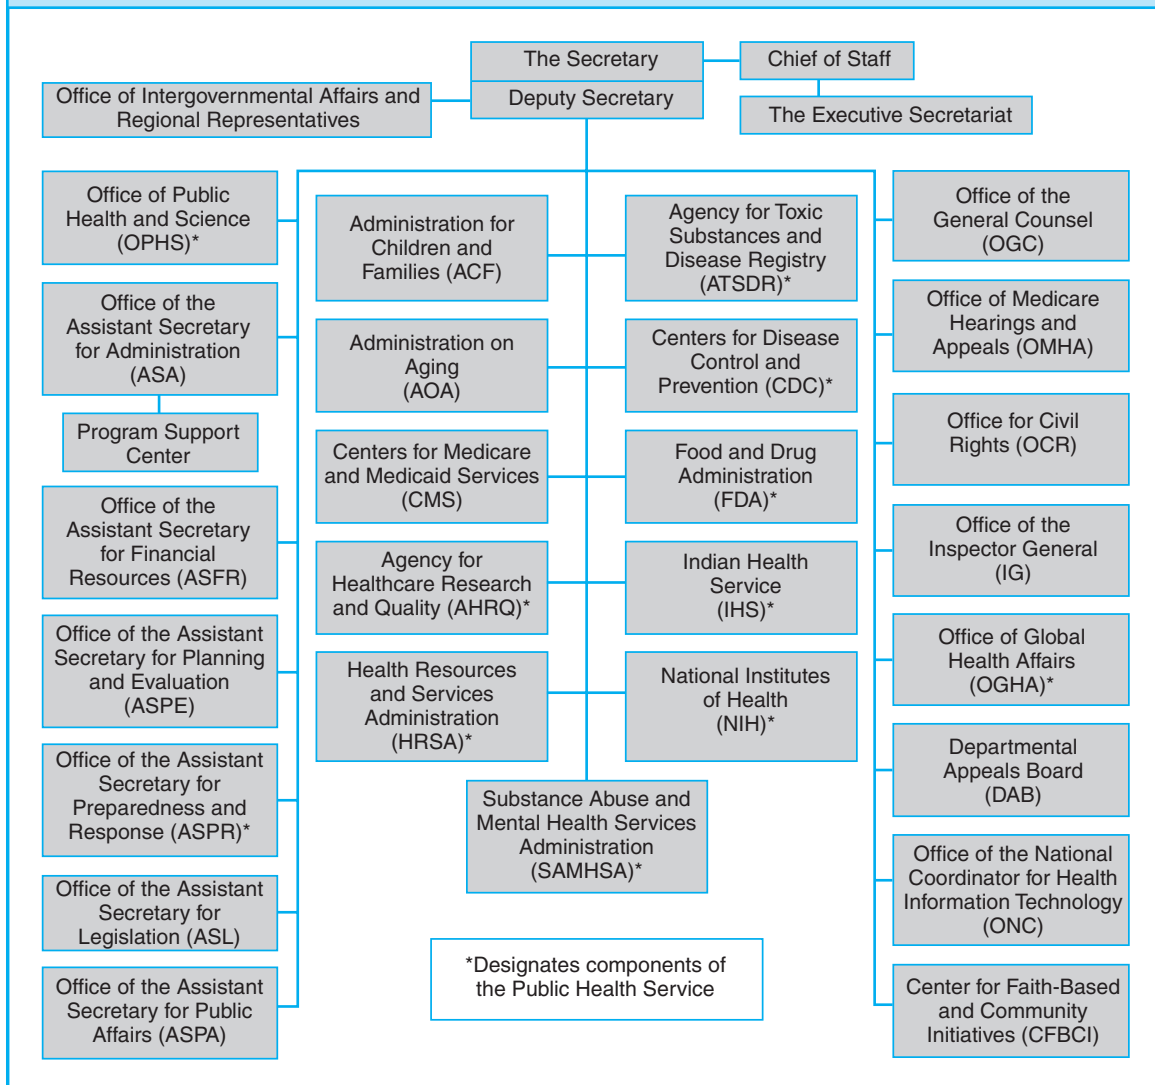 The Secretary
Chief of Staff
Office of Intergovernmental Affairs and
Regional Representatives
Deputy Secretary
The Executive Secretariat
Office of Public
Health and Science
(OPHS)*
Office of the
Assistant Secretary
for Administration
(ASA)
Program Support
Center
Office of the
Assistant Secretary
for Financial
Resources (ASFR)
Office of the Assistant
Secretary for Planning
and Evaluation
(ASPE)
Office of the Assistant
Secretary for
Preparedness and
Response (ASPR)*
Office of the Assistant
Secretary for
Legislation (ASL)
Office of the Assistant
Secretary for Public
Affairs (ASPA)
Administration for
Children and
Families (ACF)
Administration on
Aging
(AOA)
Centers for Medicare
and Medicaid Services
(CMS)
Agency for
Healthcare Research
and Quality (AHRQ)*
Health Resources
and Services
Administration
(HRSA)*
Agency for Toxic
Substances and
Disease Registry
(ATSDR)*
Centers for Disease
Control and
Prevention (CDC)*
Food and Drug
Administration
(FDA)*
Indian Health
Service
(IHS)*
National Institutes
of Health
(NIH)*
Substance Abuse and
Mental Health Services
Administration
(SAMHSA)*
*Designates components of
the Public Health Service
Office of the
General Counsel
(OGC)
Office of Medicare
Hearings and
Appeals (OMHA)
Office for Civil
Rights (OCR)
Office of the
Inspector General
(IG)
Office of Global
Health Affairs
(OGHA)*
Departmental
Appeals Board
(DAB)
Office of the National
Coordinator for Health
Information Technology
(ONC)
Center for Faith-Based
and Community
Initiatives (CFBCI)